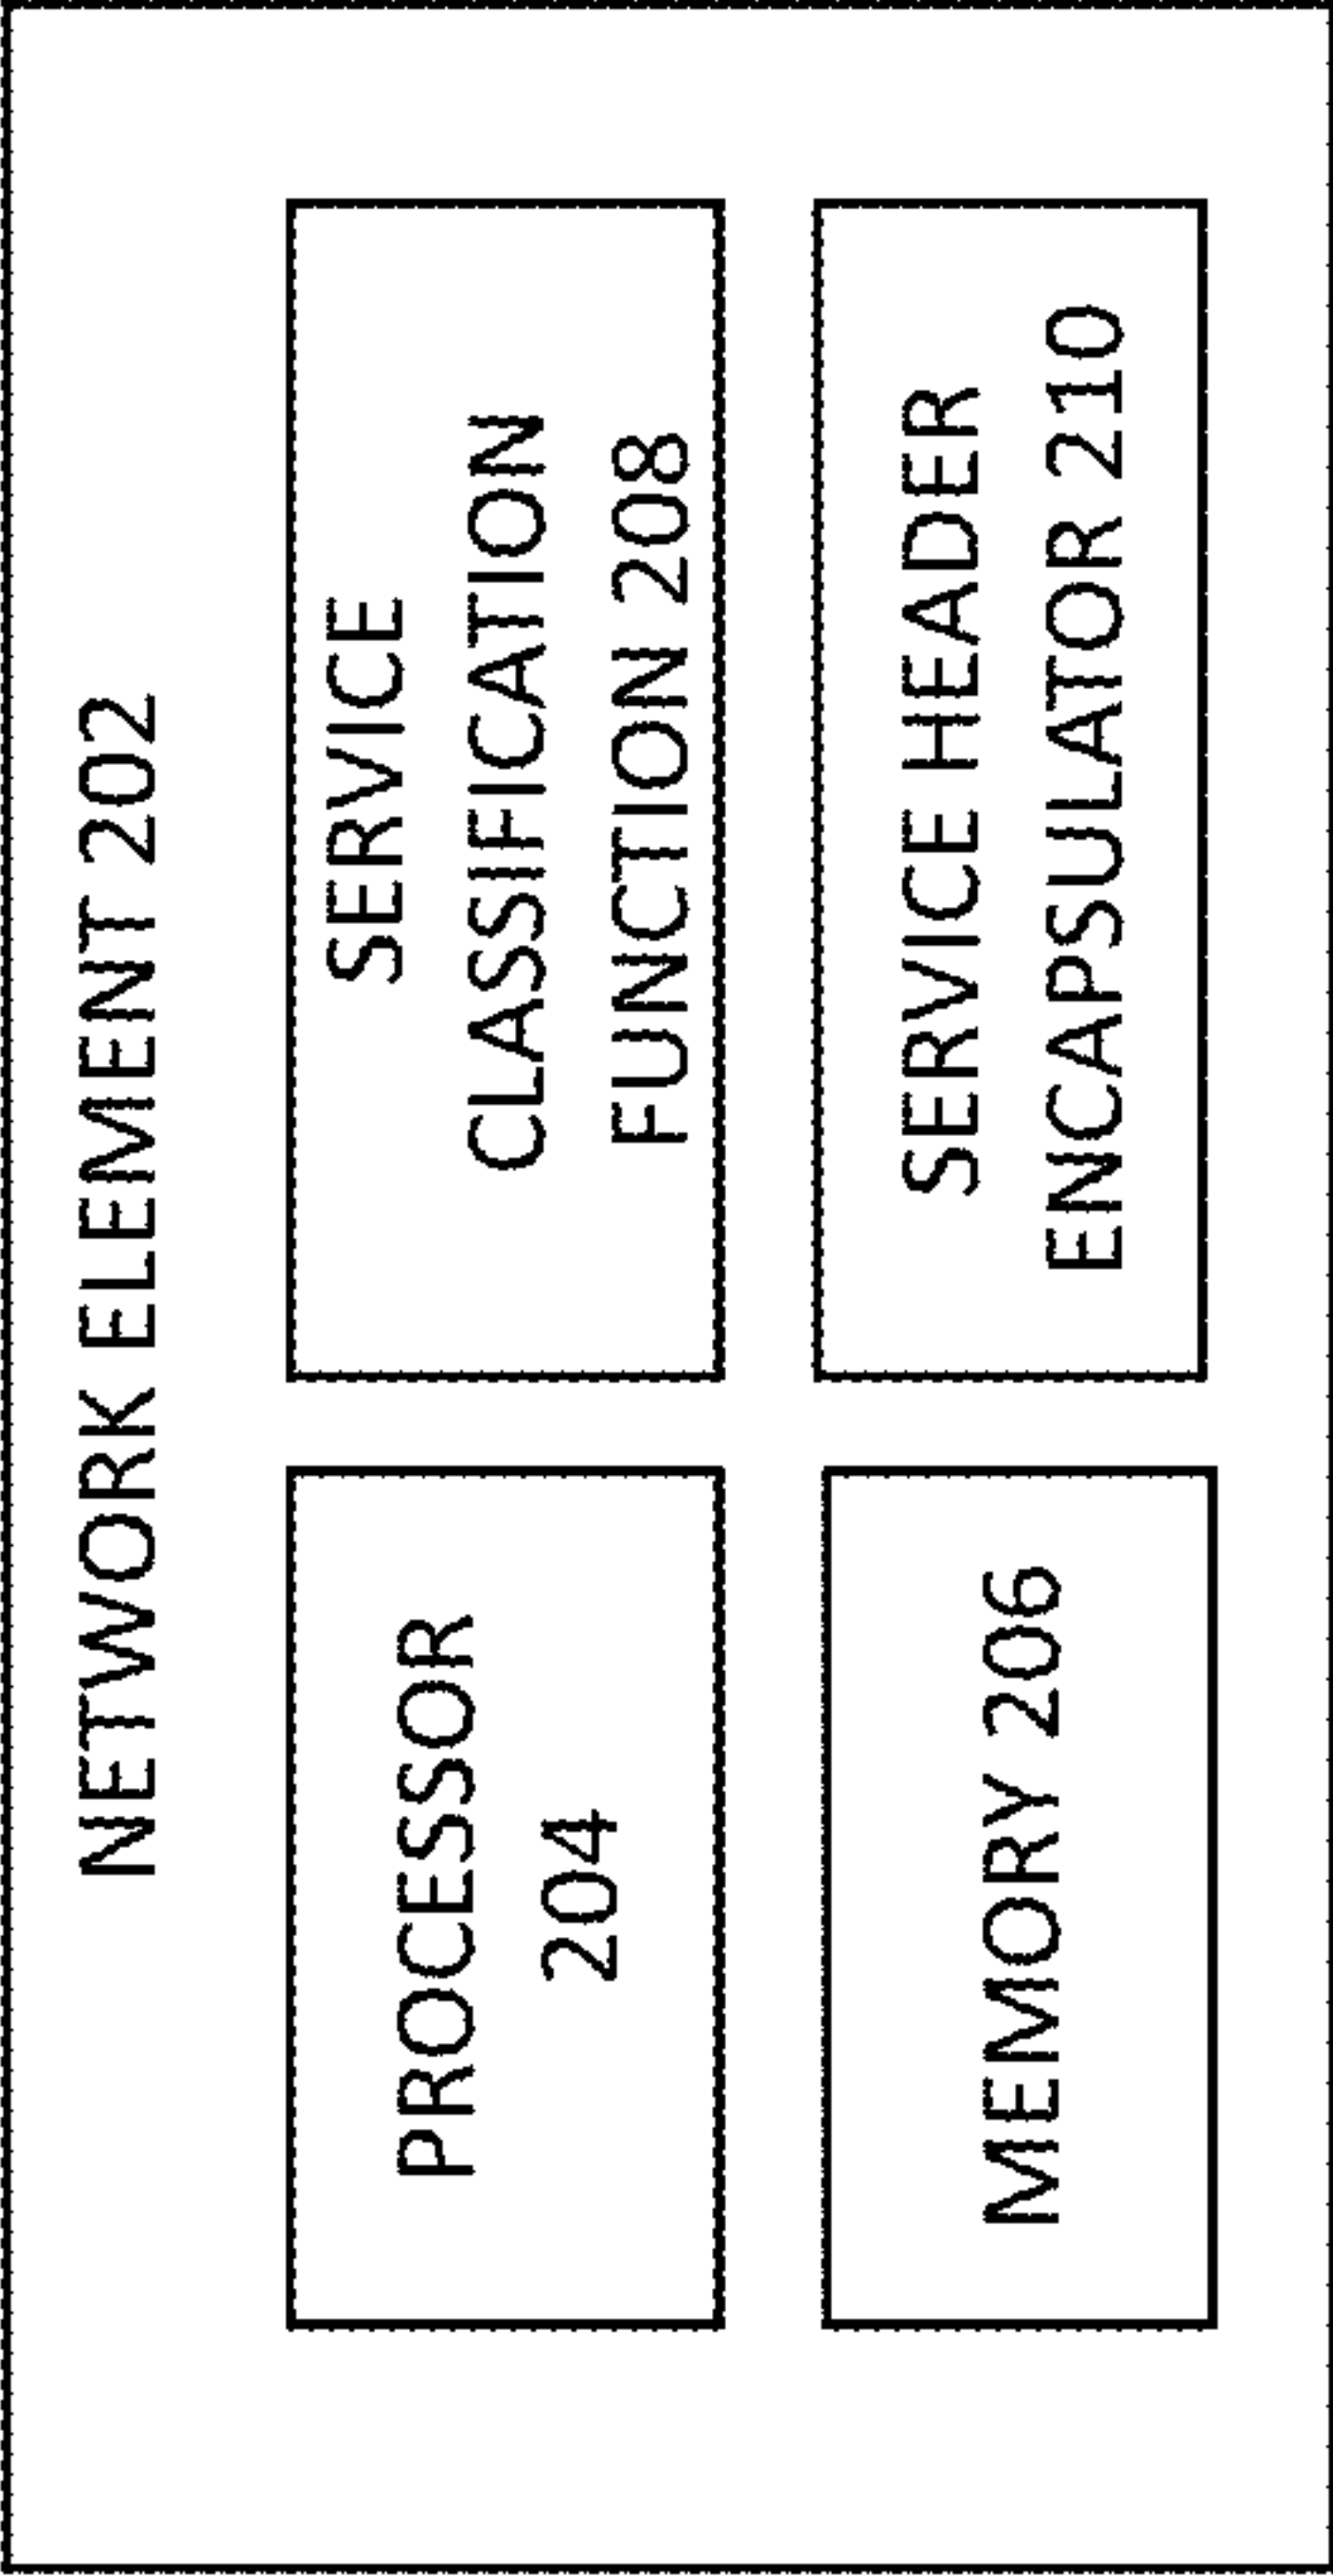 NETWORK ELEMENT 202
PROCESSOR
204
SERVICE
CLASSIFICATION
FUNCTION 208
MEMORY 206
SERVICE HEADER
ENCAPSULATOR 210